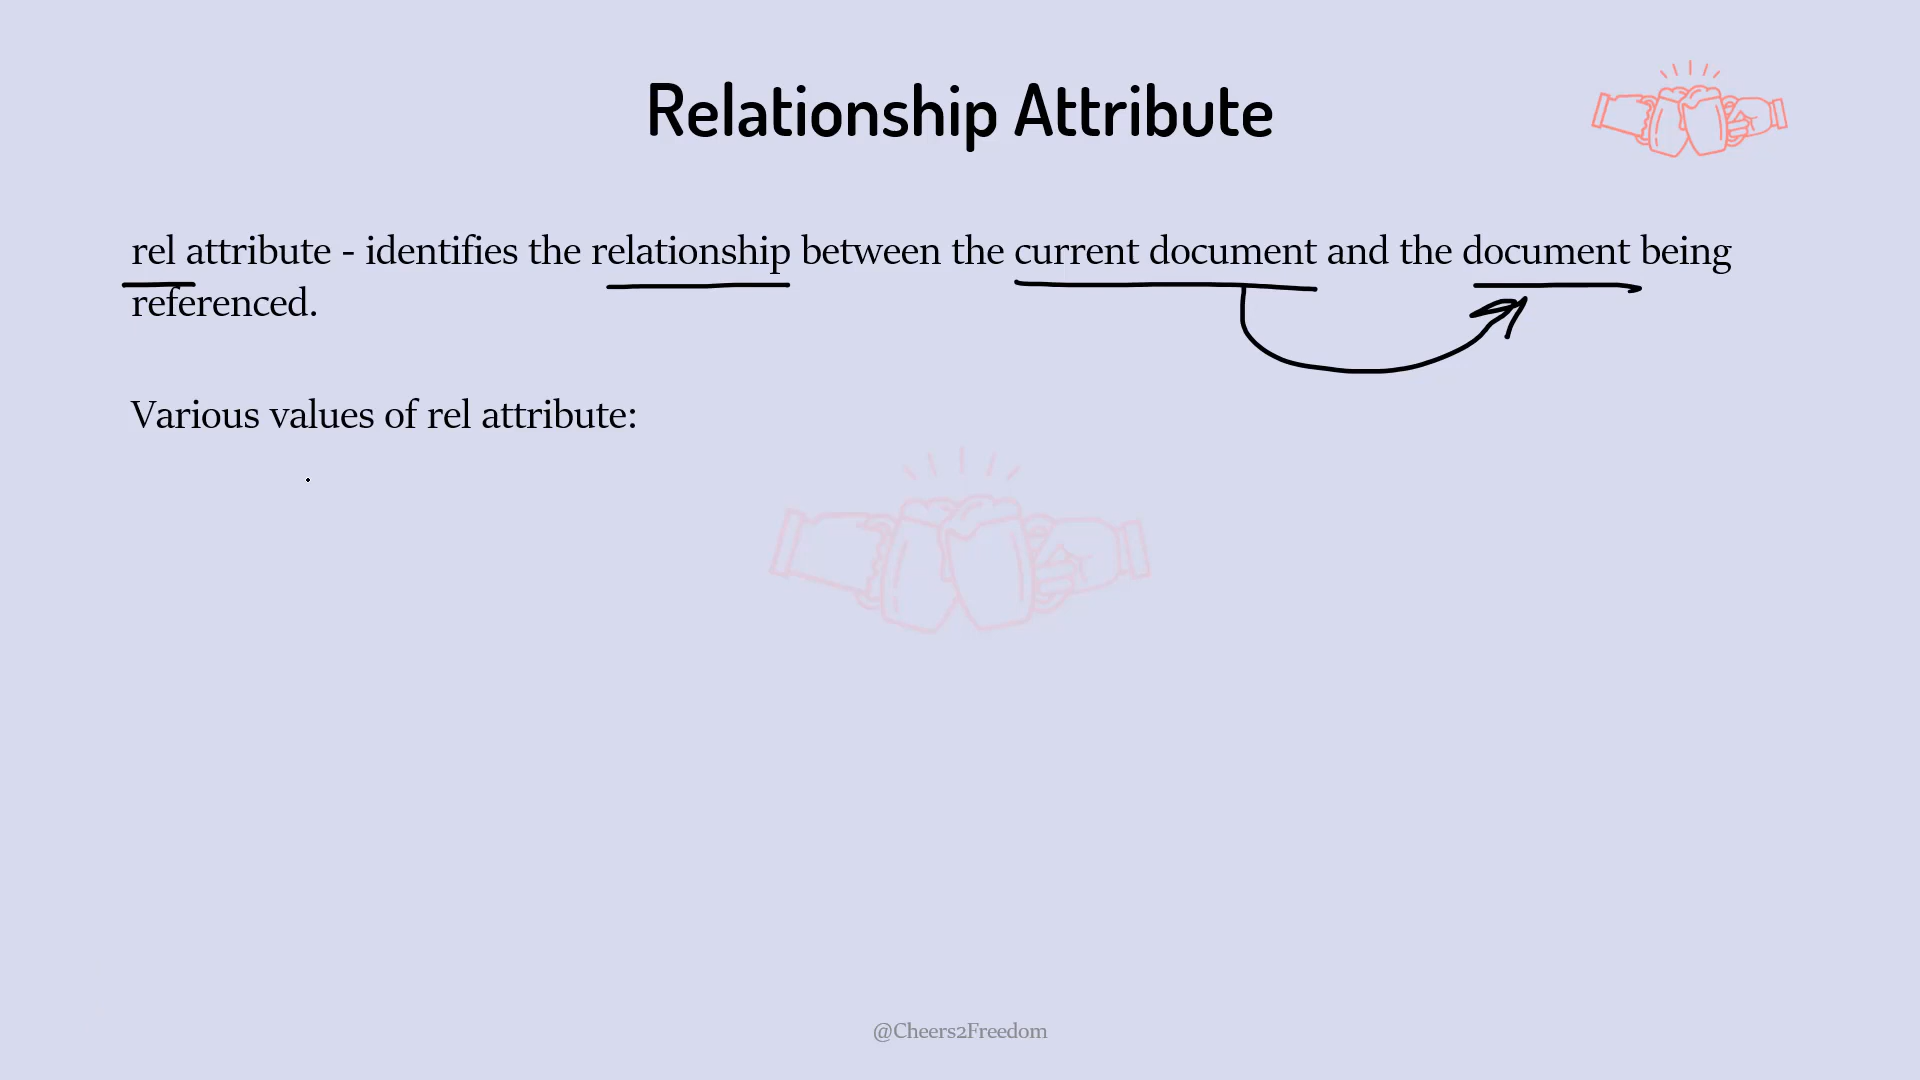 Relationship Attribute
rel attribute - identifies the relationship between the current document and the document being
referenced.
Various values of rel attribute:
@Cheers2Freedom